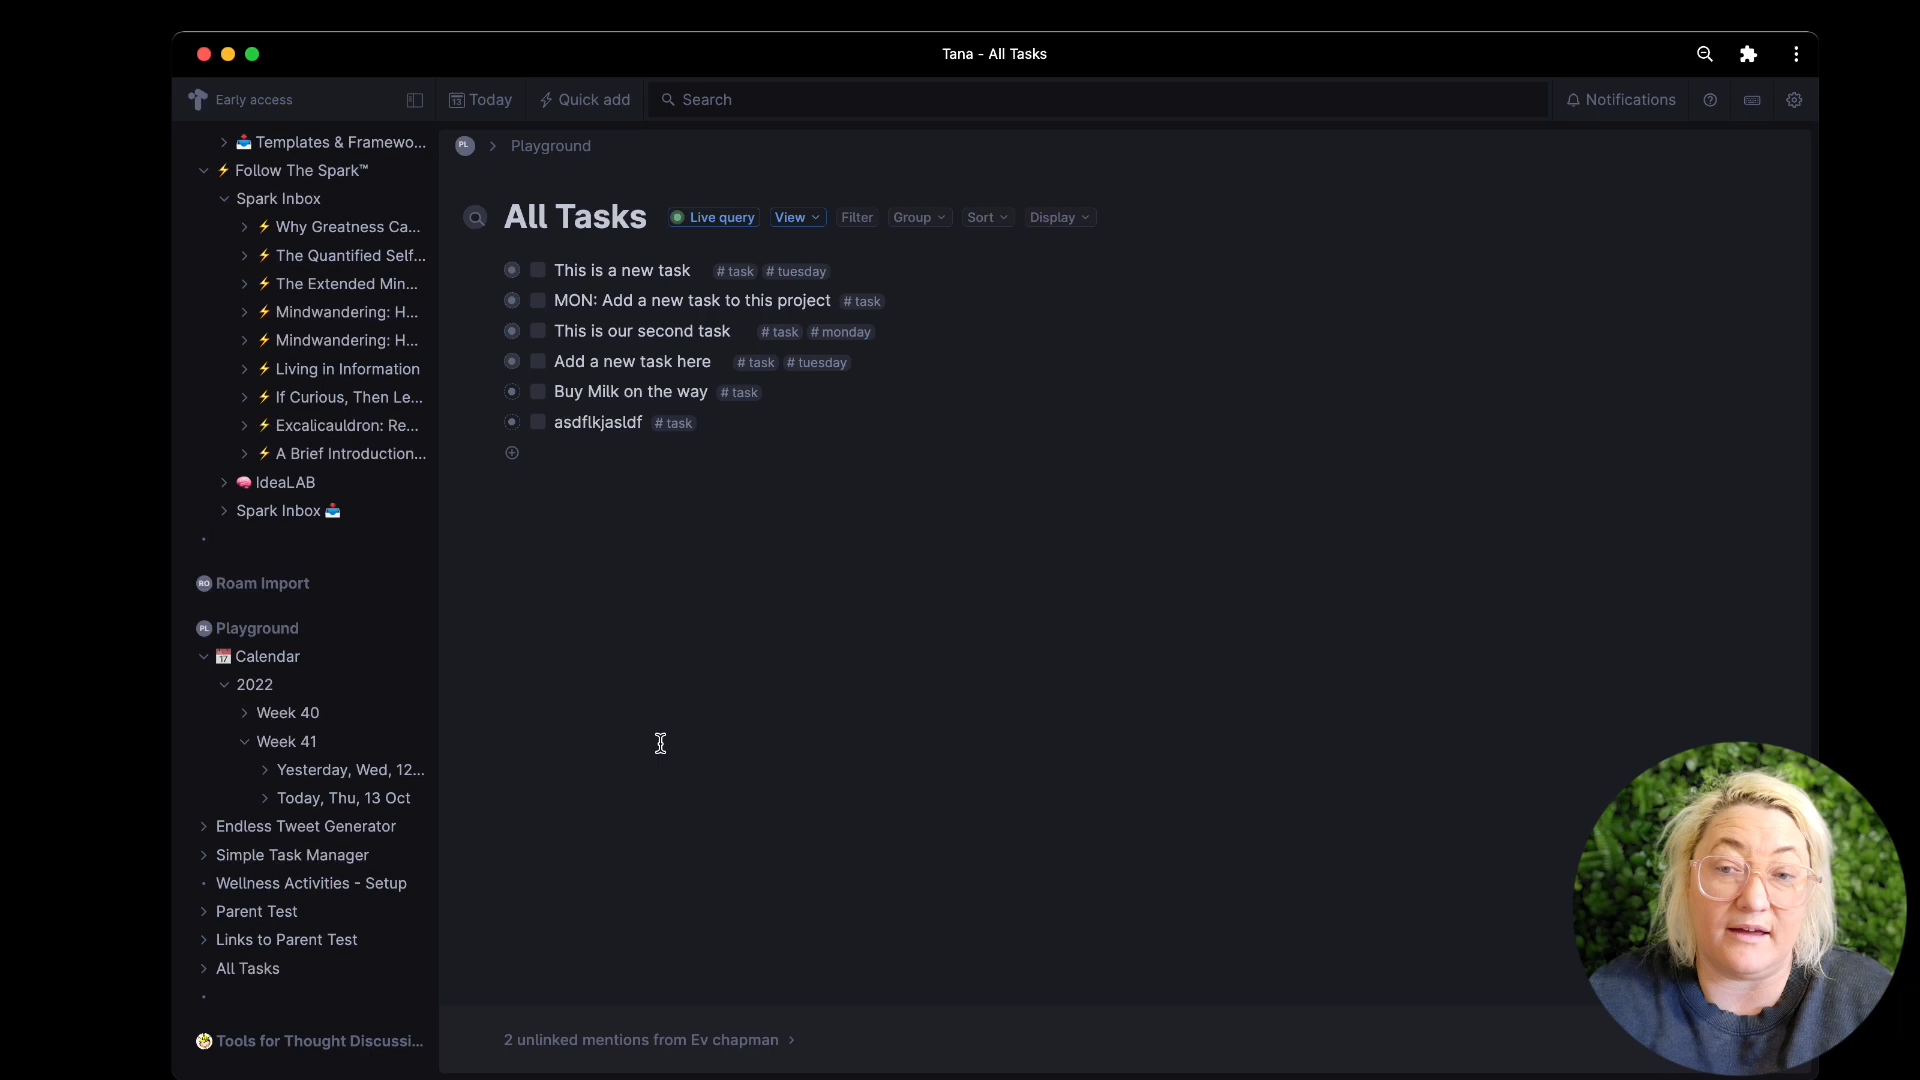 Tana - All Tasks
Early access
13 Today
Quick add
Search
Notifications
Templates & Framewo...
Follow The Spark™
Spark Inbox
Why Greatness Ca...
The Quantified Self...
The Extended Min...
Mindwandering: H...
Mindwandering: H...
Living in Information
If Curious, Then Le...
Excalicauldron: Re...
A Brief Introduction...
IdeaLAB
Spark Inbox
RO Roam Import
PL Playground
17 Calendar
2022
Week 40
Week 41
Yesterday, Wed, 12...
Today, Thu, 13 Oct
Endless Tweet Generator
Simple Task Manager
Wellness Activities - Setup
Parent Test
Links to Parent Test
All Tasks
Tools for Thought Discussi...
PL > Playground
All Tasks Live query View Filter Group Sort Display
This is a new task # task # tuesday
MON: Add a new task to this project # task
This is our second task # task # monday
Add a new task here # task # tuesday
Buy Milk on the way # task
asdflkjasldf # task
2 unlinked mentions from Ev chapman >